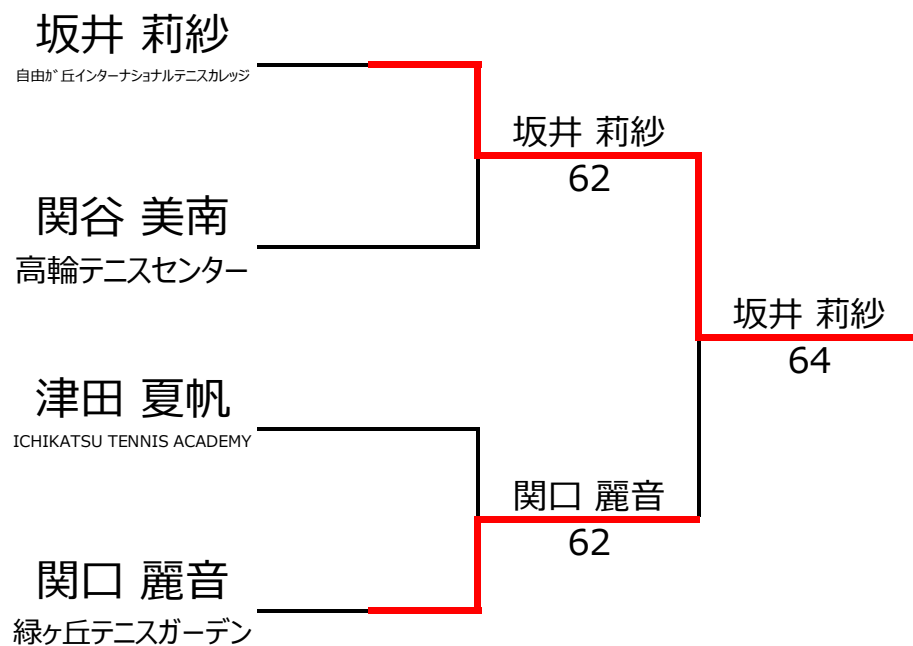 坂井 莉紗
自由が丘インターナショナルテニスカレッジ
坂井 莉紗
62
関谷 美南
高輪テニスセンター
坂井 莉紗
64
津田 夏帆
ICHIKATSU TENNIS ACADEMY
関口 麗音
62
関口 麗音
緑ヶ丘テニスガーデン